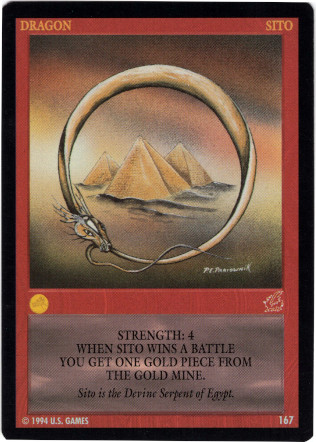 DRAGON SITO
STRENGTH: 4
WHEN SITO WINS A BATTLE
YOU GET ONE GOLD PIECE FROM
THE GOLD MINE.
Sito is the Devine Serpent of Egypt.
© 1994 U.S. GAMES 167